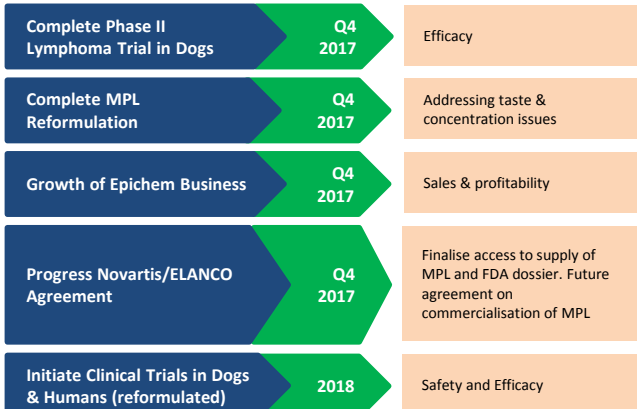 Complete Phase II
Lymphoma Trial in Dogs
Q4
2017
Efficacy
Complete MPL
Reformulation
Q4
2017
Addressing taste &
concentration issues
Growth of Epichem Business
Q4
2017
Sales & profitability
Progress Novartis/ELANCO
Agreement
Q4
2017
Finalise access to supply of
MPL and FDA dossier. Future
agreement on
commercialisation of MPL
Initiate Clinical Trials in Dogs
& Humans (reformulated)
2018
Safety and Efficacy